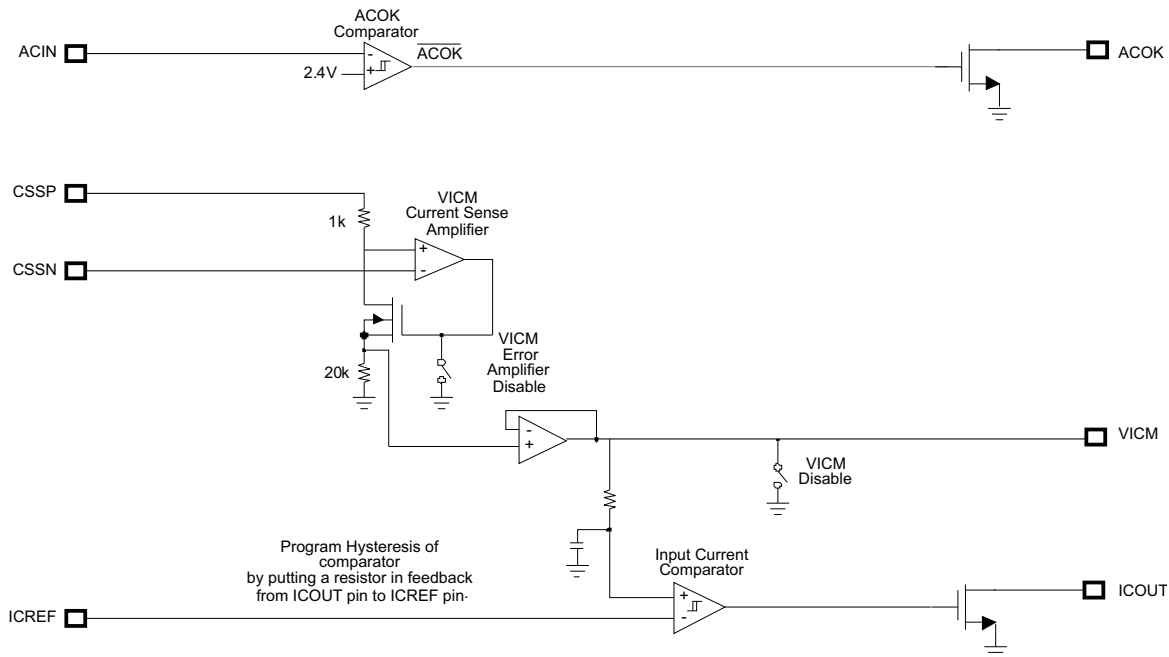 ACOK
Comparator
ACIN
-
2.4V
+
ACOK
ACOK
CSSP
1k
VICM
Current Sense
Amplifier
+
-
CSSN
VICM
Error
Amplifier
Disable
20k
-
+
VICM
VICM
Disable
Program Hysteresis of
comparator
by putting a resistor in feedback
from ICOUT pin to ICREF pin.
Input Current
Comparator
+
-
ICOUT
ICREF